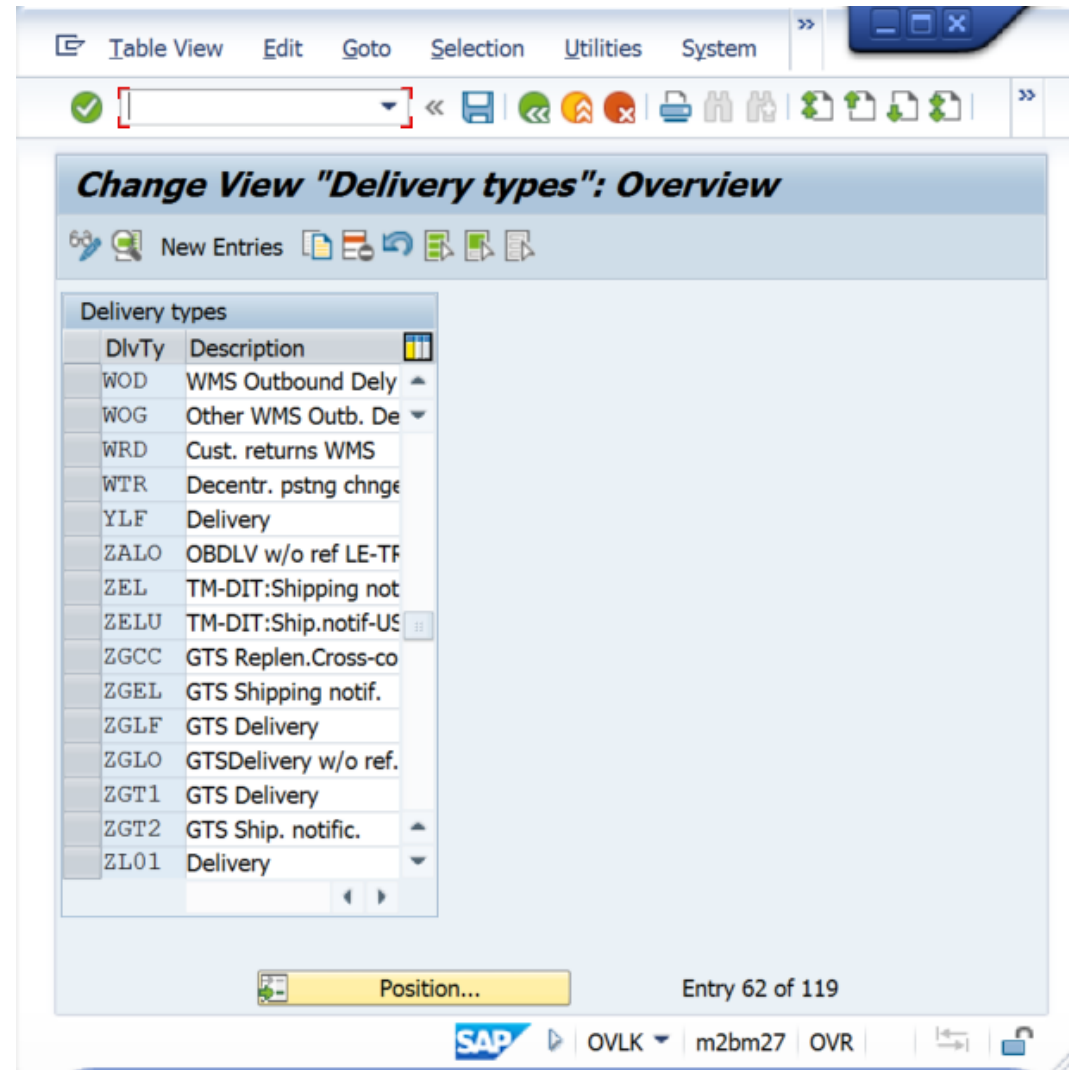 Table View Edit Goto Selection Utilities System
Change View "Delivery types": Overview
New Entries
Delivery types
DlvTy Description
WOD WMS Outbound Dely
WOG Other WMS Outb. De
WRD Cust. returns WMS
WTR Decentr. pstng chnge
YLF Delivery
ZALO OBDLV w/o ref LE-TR
ZEL TM-DIT:Shipping not
ZELU TM-DIT:Ship.notif-US
ZGCC GTS Replen.Cross-co
ZGEL GTS Shipping notif.
ZGLF GTS Delivery
ZGLO GTSDelivery w/o ref.
ZGT1 GTS Delivery
ZGT2 GTS Ship. notific.
ZL01 Delivery
Position... Entry 62 of 119
SAP OVLK m2bm27 OVR